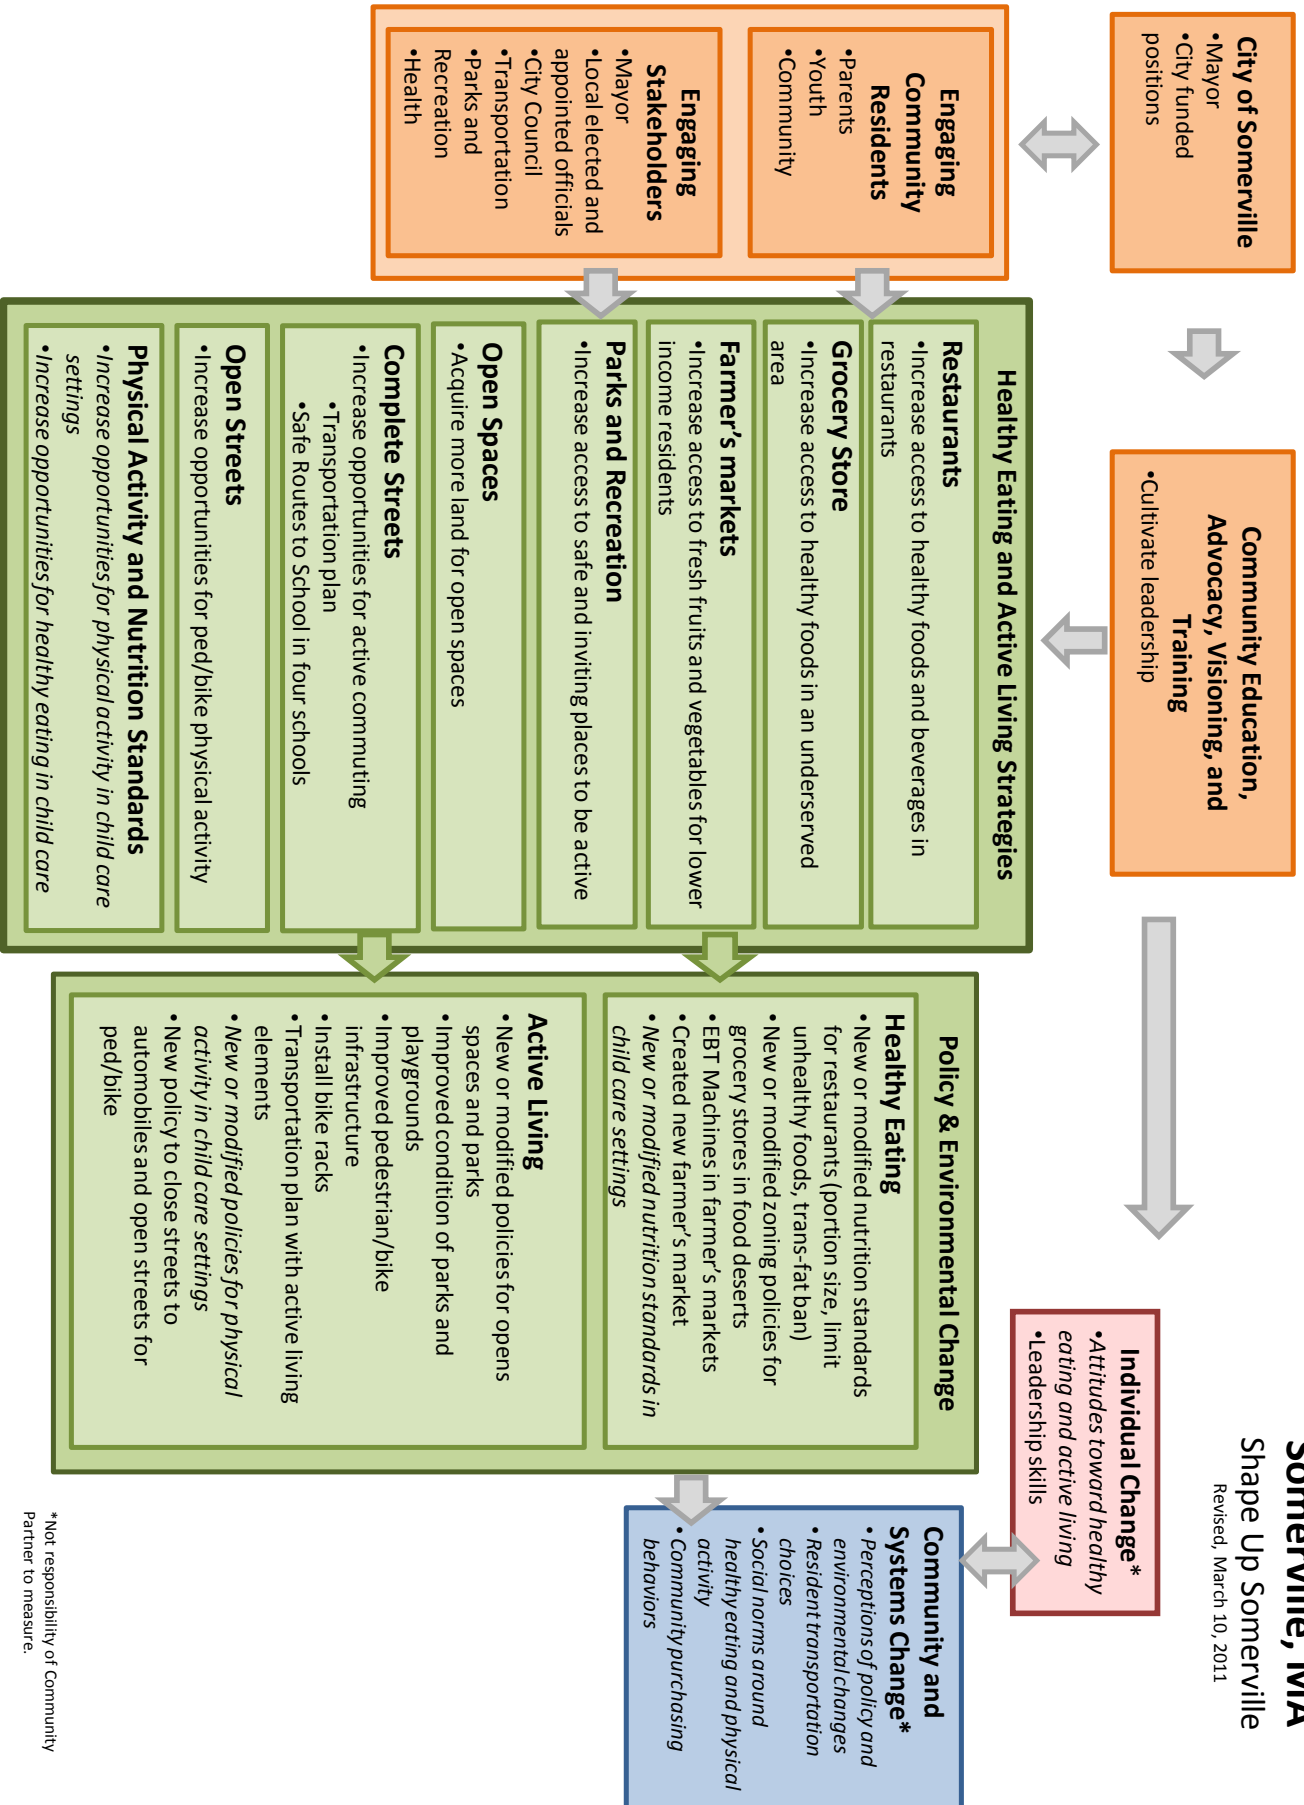 Somerville, MA
Shape Up Somerville
Revised, March 10, 2011
City of Somerville
•Mayor
•City funded
positions
Community Education,
Advocacy, Visioning, and
Training
•Cultivate leadership
Individual Change*
•Attitudes toward healthy
eating and active living
•Leadership skills
Engaging
Community
Residents
•Parents
•Youth
•Community
Engaging
Stakeholders
•Mayor
•Local elected and
appointed officials
•City Council
•Transportation
•Parks and
Recreation
•Health
Healthy Eating and Active Living Strategies
Restaurants
•Increase access to healthy foods and beverages in
restaurants
Grocery Store
•Increase access to healthy foods in an underserved
area
Farmer’s markets
•Increase access to fresh fruits and vegetables for lower
income residents
Parks and Recreation
•Increase access to safe and inviting places to be active
Open Spaces
•Acquire more land for open spaces
Complete Streets
•Increase opportunities for active commuting
•Transportation plan
•Safe Routes to School in four schools
Open Streets
•Increase opportunities for ped/bike physical activity
Physical Activity and Nutrition Standards
•Increase opportunities for physical activity in child care
settings
•Increase opportunities for healthy eating in child care
Policy & Environmental Change
Healthy Eating
•New or modified nutrition standards
for restaurants (portion size, limit
unhealthy foods, trans-fat ban)
•New or modified zoning policies for
grocery stores in food deserts
•EBT Machines in farmer’s markets
•Created new farmer’s market
•New or modified nutrition standards in
child care settings
Active Living
•New or modified policies for opens
spaces and parks
•Improved condition of parks and
playgrounds
•Improved pedestrian/bike
infrastructure
•Install bike racks
•Transportation plan with active living
elements
•New or modified policies for physical
activity in child care settings
•New policy to close streets to
automobiles and open streets for
ped/bike
Community and
Systems Change*
•Perceptions of policy and
environmental changes
•Resident transportation
choices
•Social norms around
healthy eating and physical
activity
•Community purchasing
behaviors
*Not responsibility of Community
Partner to measure.